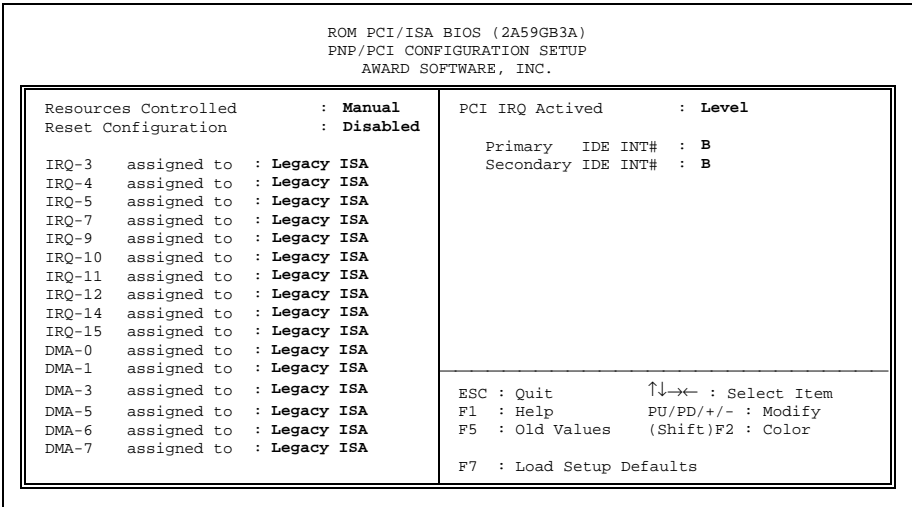 ROM PCI/ISA BIOS (2A59GB3A)
PNP/PCI CONFIGURATION SETUP
AWARD SOFTWARE, INC.
Resources Controlled : Manual
Reset Configuration : Disabled
IRQ-3 assigned to : Legacy ISA
IRQ-4 assigned to : Legacy ISA
IRQ-5 assigned to : Legacy ISA
IRQ-7 assigned to : Legacy ISA
IRQ-9 assigned to : Legacy ISA
IRQ-10 assigned to : Legacy ISA
IRQ-11 assigned to : Legacy ISA
IRQ-12 assigned to : Legacy ISA
IRQ-14 assigned to : Legacy ISA
IRQ-15 assigned to : Legacy ISA
DMA-0 assigned to : Legacy ISA
DMA-1 assigned to : Legacy ISA
DMA-3 assigned to : Legacy ISA
DMA-5 assigned to : Legacy ISA
DMA-6 assigned to : Legacy ISA
DMA-7 assigned to : Legacy ISA
PCI IRQ Actived : Level
Primary IDE INT# : B
Secondary IDE INT# : B
ESC : Quit ↑↓→← : Select Item
F1 : Help PU/PD/+/- : Modify
F5 : Old Values (Shift)F2 : Color
F7 : Load Setup Defaults